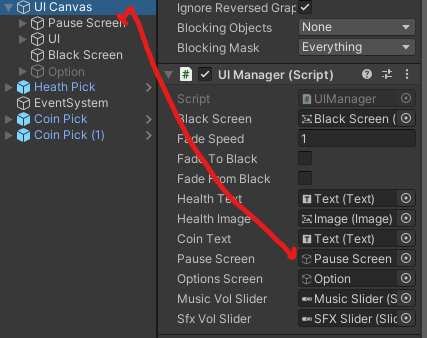 UI Canvas
Pause Screen
UI
Black Screen
Option
Heath Pick
EventSystem
Coin Pick
Coin Pick (1)
Ignore Reversed Grap
Blocking Objects None
Blocking Mask Everything
# UI Manager (Script)
Script # UIManager
Black Screen Black Screen (
Fade Speed 1
Fade To Black
Fade From Black
Health Text T Text (Text)
Health Image Image (Image)
Coin Text T Text (Text)
Pause Screen Pause Screen
Options Screen Option
Music Vol Slider Music Slider (S
Sfx Vol Slider SFX Slider (Slic